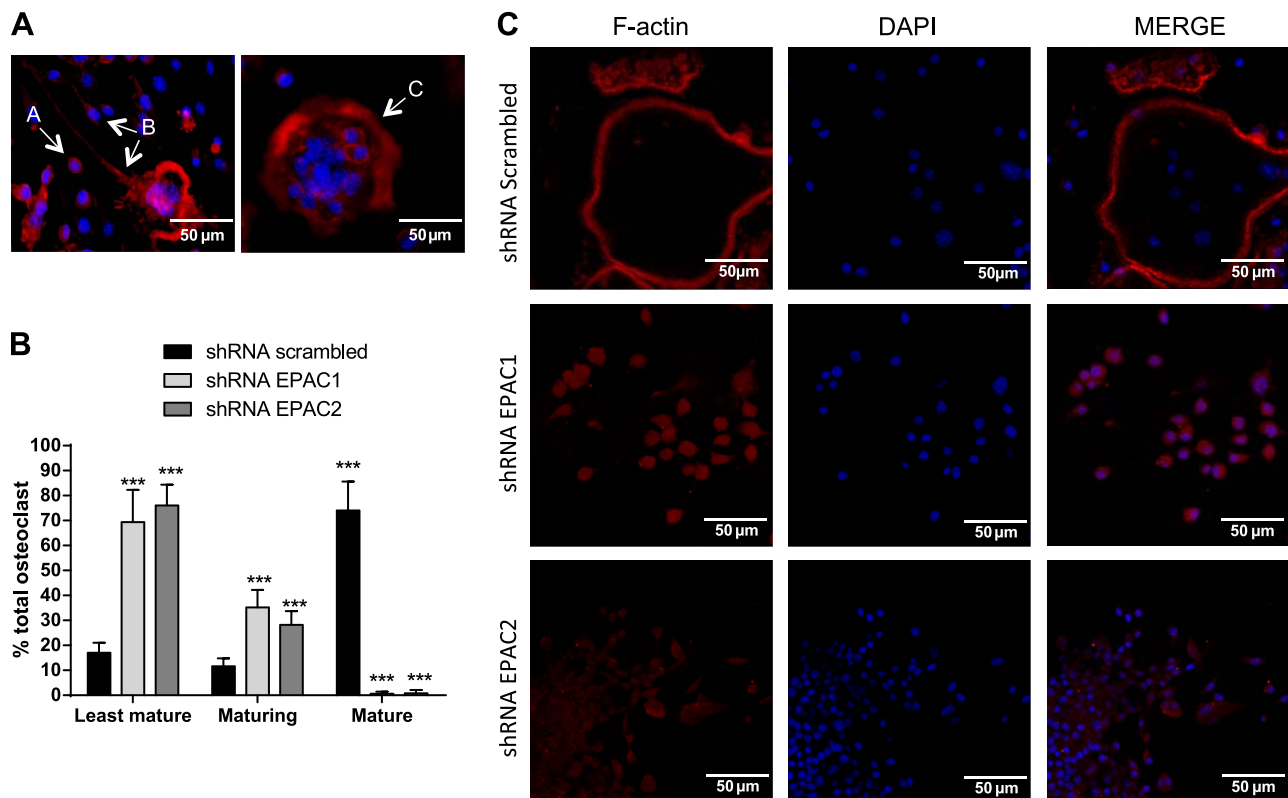 A
A
B
50 µm
C
50 µm
B
shRNA scrambled
shRNA EPAC1
shRNA EPAC2
% total osteoclast
100
90
80
70
60
50
40
30
20
10
0
***
***
***
***
***
***
***
Least mature
Maturing
Mature
C
F-actin
DAPI
MERGE
shRNA Scrambled
50µm
50µm
50µm
shRNA EPAC1
50 µm
50 µm
50 µm
shRNA EPAC2
50 µm
50 µm
50 µm